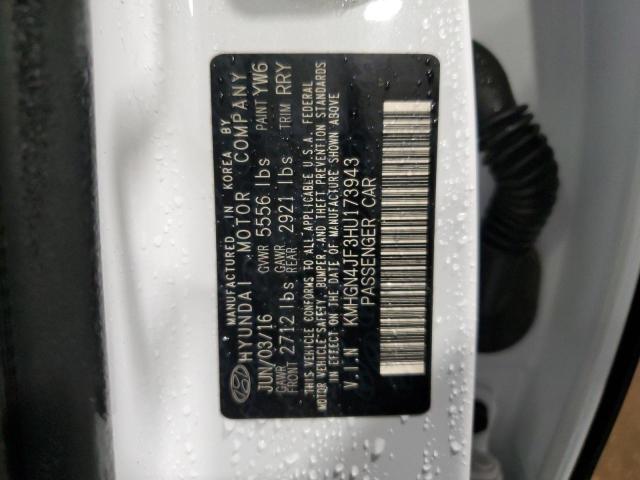 MANUFACTURED IN KOREA BY
HYUNDAI MOTOR COMPANY
JUN/03/16 GVWR 5556 lbs PAINT YW6
GAWR FRONT 2712 lbs GAWR REAR 2921 lbs TRIM RRY
THIS VEHICLE CONFORMS TO ALL APPLICABLE U.S.A. FEDERAL
MOTOR VEHICLE SAFETY, BUMPER, AND THEFT PREVENTION STANDARDS
IN EFFECT ON THE DATE OF MANUFACTURE SHOWN ABOVE
V.I.N KMHGN4JF3HU173943
PASSENGER CAR